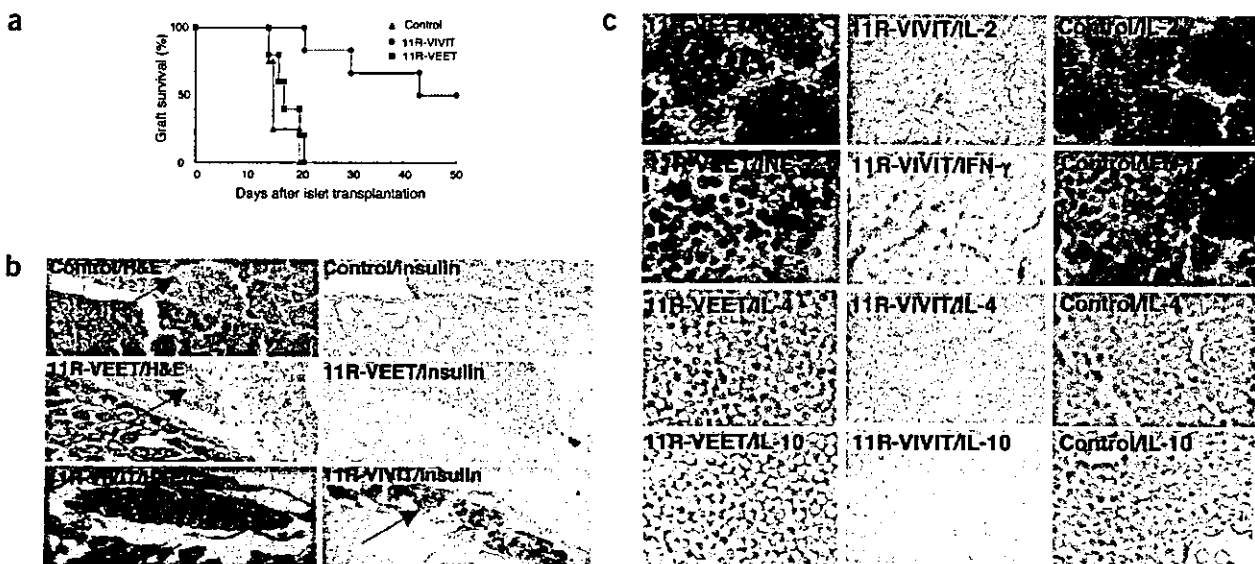 a
Graft survival (%)
100
50
0
Control
11R-VIVIT
11R-VEET
0 10 20 30 40 50
Days after islet transplantation
b
Control/H&E
Control/Insulin
11R-VEET/H&E
11R-VEET/Insulin
11R-VIVIT/Insulin
c
11R-VIVIT/IL-2
Control/IL-2
11R-VIVIT/IFN-γ
11R-VEET/IL-4
11R-VIVIT/IL-4
Control/IL-4
11R-VEET/IL-10
11R-VIVIT/IL-10
Control/IL-10